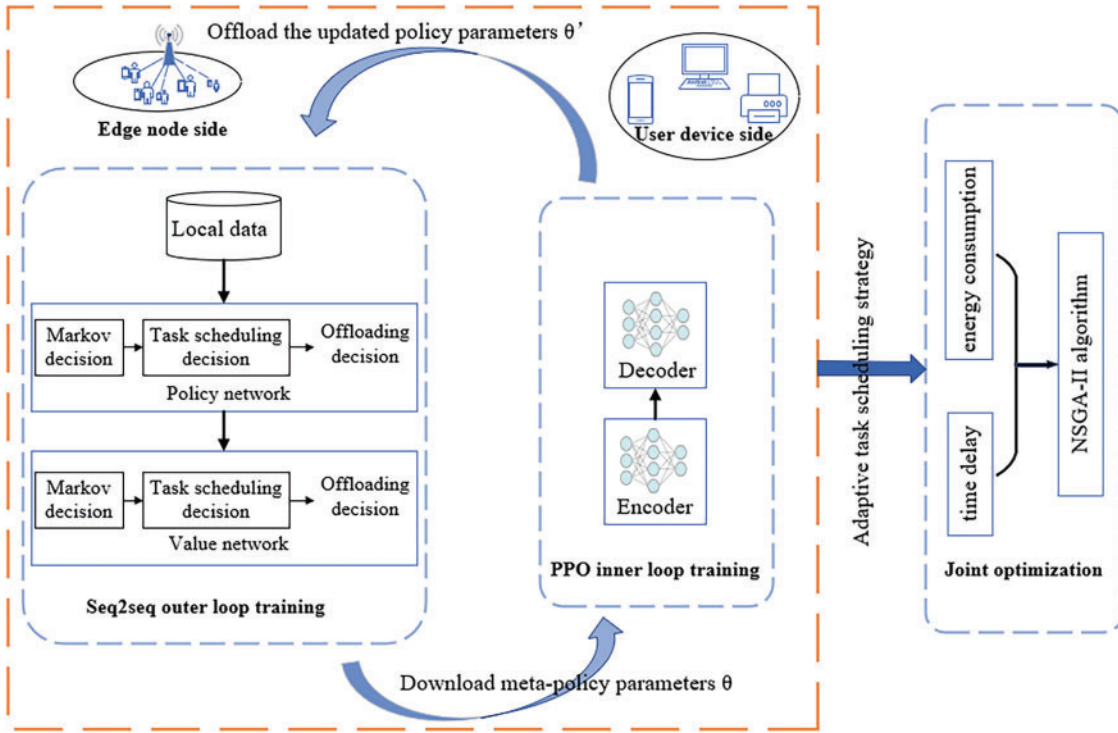 Offload the updated policy parameters θ’
Edge node side
User device side
Local data
Markov
decision
Task scheduling
decision
Offloading
decision
Policy network
Markov
decision
Task scheduling
decision
Offloading
decision
Value network
Seq2seq outer loop training
Decoder
Encoder
PPO inner loop training
Download meta-policy parameters θ
Adaptive task scheduling strategy
energy consumption
time delay
NSGA-II algorithm
Joint optimization